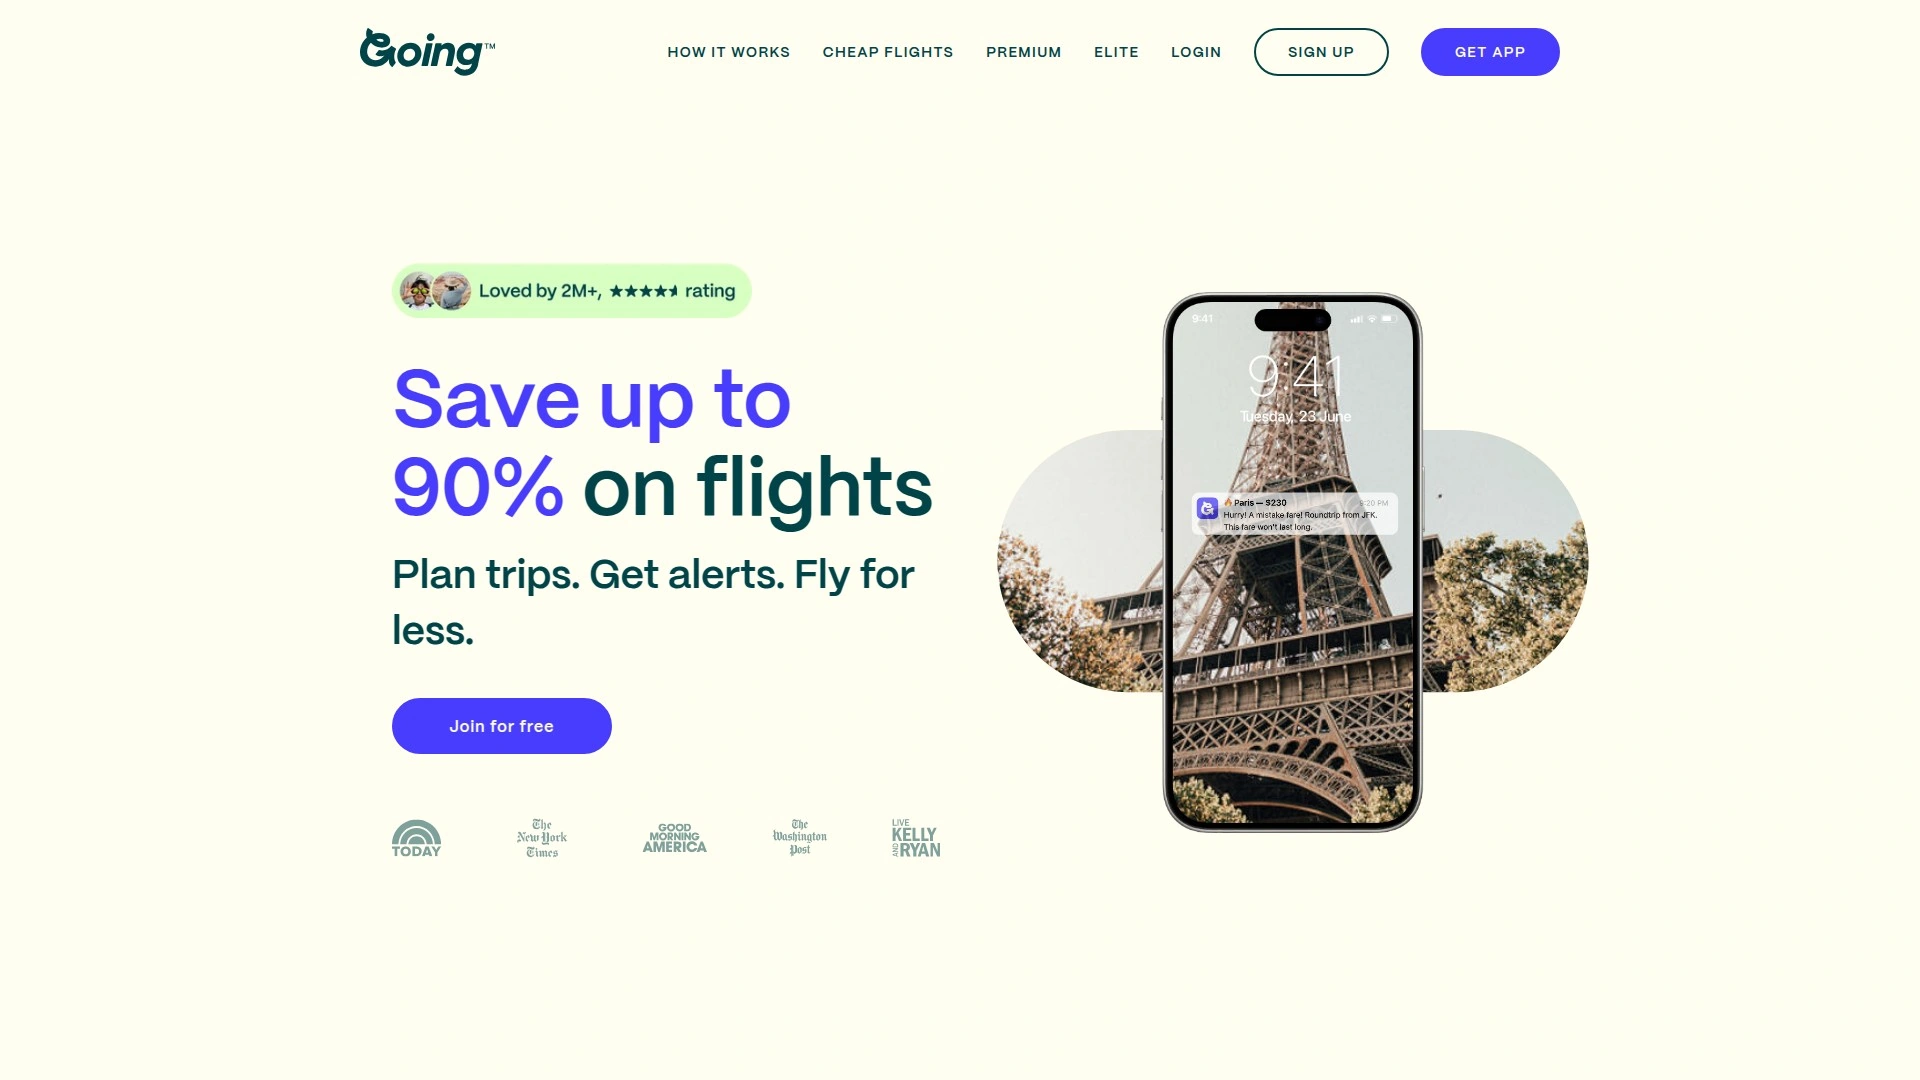 Going™
HOW IT WORKS
CHEAP FLIGHTS
PREMIUM
ELITE
LOGIN
SIGN UP
GET APP
Loved by 2M+, ★★★★★ rating
Save up to
90% on flights
Plan trips. Get alerts. Fly for
less.
Join for free
TODAY
The
New York
Times
GOOD
MORNING
AMERICA
The
Washington
Post
LIVE
KELLY
AND RYAN
9:41
9:41
Tuesday, 23 June
🔥 Paris — $230
9:20 PM
Hurry! A mistake fare! Roundtrip from JFK.
This fare won't last long.